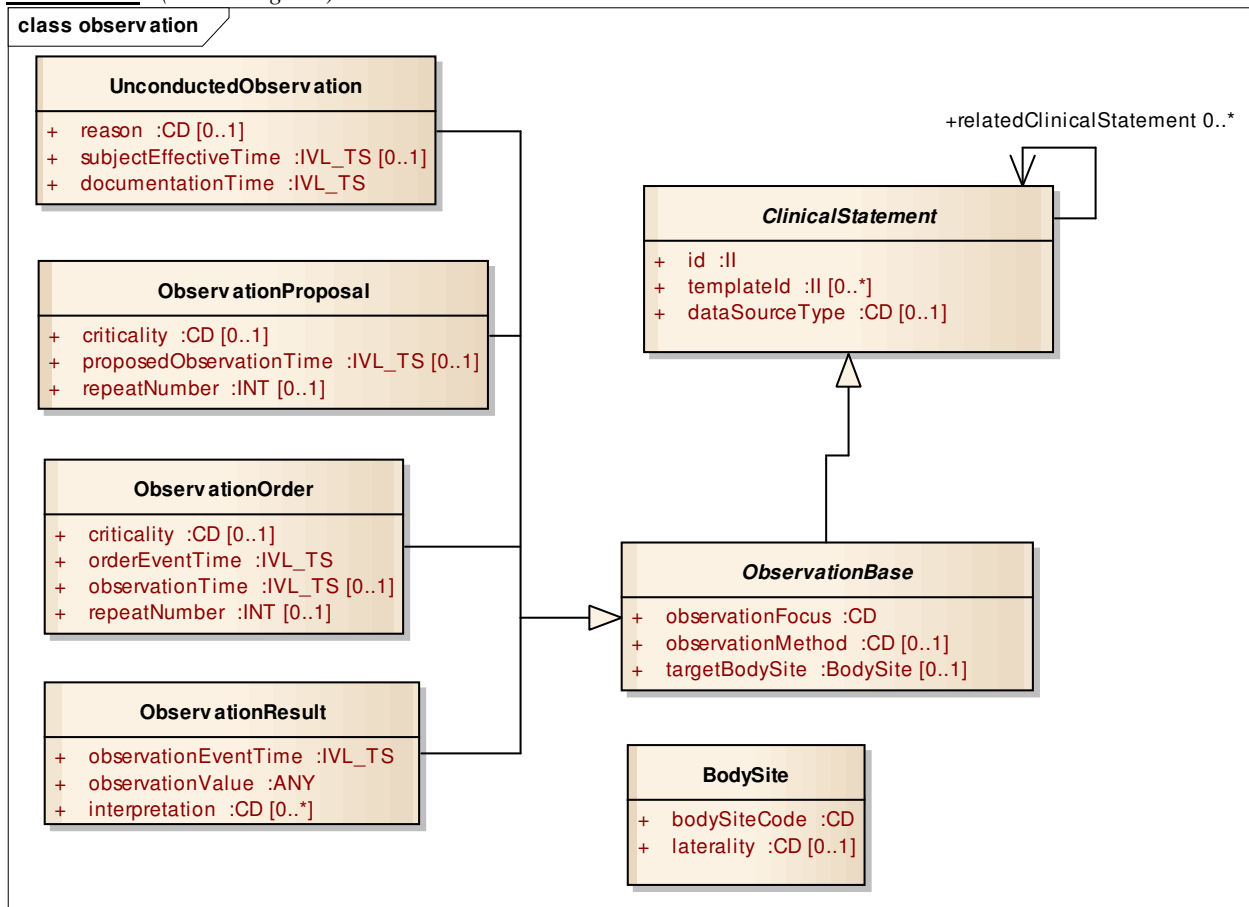 class observation
UnconductedObservation
+ reason :CD [0..1]
+ subjectEffectiveTime :IVL_TS [0..1]
+ documentationTime :IVL_TS
ObservationProposal
+ criticality :CD [0..1]
+ proposedObservationTime :IVL_TS [0..1]
+ repeatNumber :INT [0..1]
ObservationOrder
+ criticality :CD [0..1]
+ orderEventTime :IVL_TS
+ observationTime :IVL_TS [0..1]
+ repeatNumber :INT [0..1]
ObservationResult
+ observationEventTime :IVL_TS
+ observationValue :ANY
+ interpretation :CD [0..*]
+relatedClinicalStatement 0..*
ClinicalStatement
+ id :II
+ templateId :II [0..*]
+ dataSourceType :CD [0..1]
ObservationBase
+ observationFocus :CD
+ observationMethod :CD [0..1]
+ targetBodySite :BodySite [0..1]
BodySite
+ bodySiteCode :CD
+ laterality :CD [0..1]